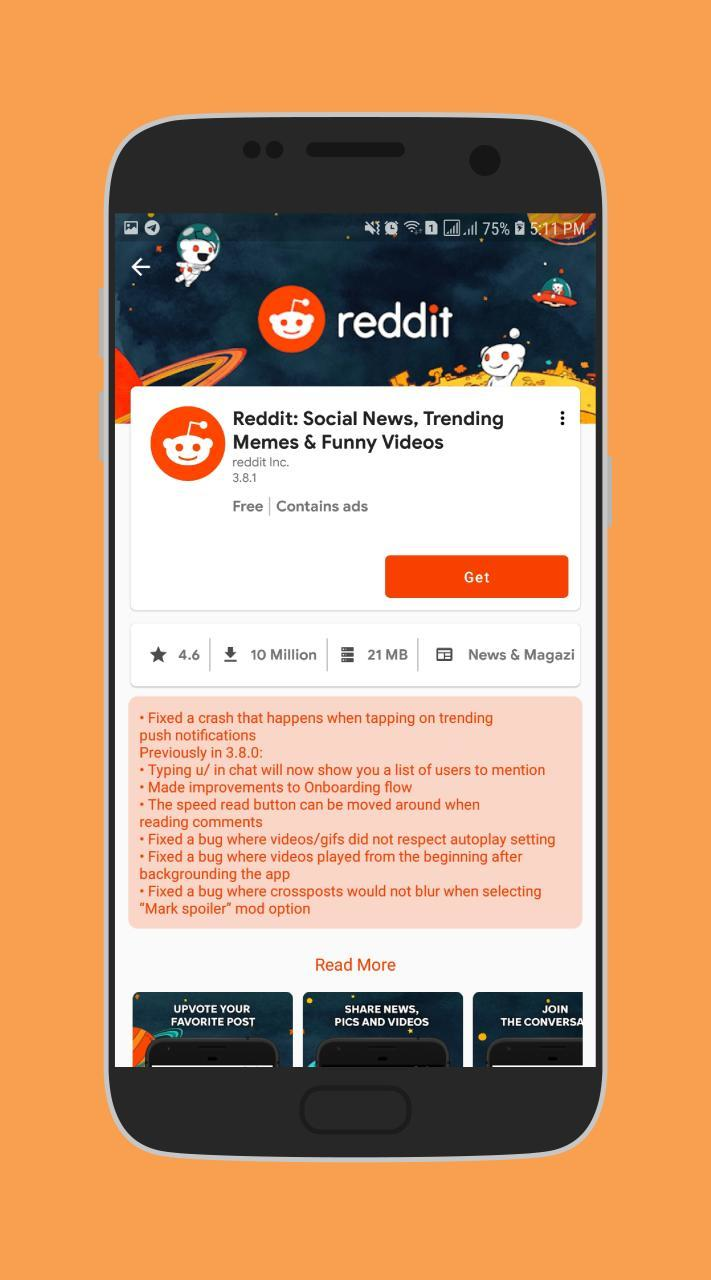 75% 5:11 PM
reddit
Reddit: Social News, Trending
Memes & Funny Videos
reddit Inc.
3.8.1
Free | Contains ads
Get
4.6
10 Million
21 MB
News & Magazi
• Fixed a crash that happens when tapping on trending
push notifications
Previously in 3.8.0:
• Typing u/ in chat will now show you a list of users to mention
• Made improvements to Onboarding flow
• The speed read button can be moved around when
reading comments
• Fixed a bug where videos/gifs did not respect autoplay setting
• Fixed a bug where videos played from the beginning after
backgrounding the app
• Fixed a bug where crossposts would not blur when selecting
“Mark spoiler” mod option
Read More
UPVOTE YOUR
FAVORITE POST
SHARE NEWS,
PICS AND VIDEOS
JOIN
THE CONVERSA